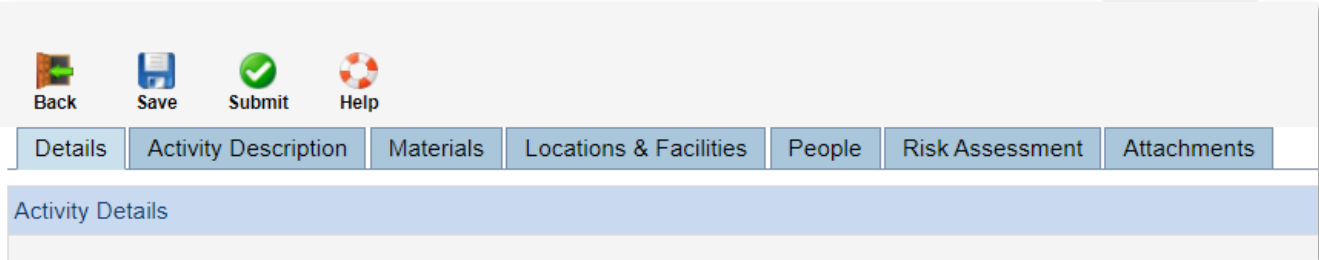 Back Save Submit Help
Details Activity Description Materials Locations & Facilities People Risk Assessment Attachments
Activity Details